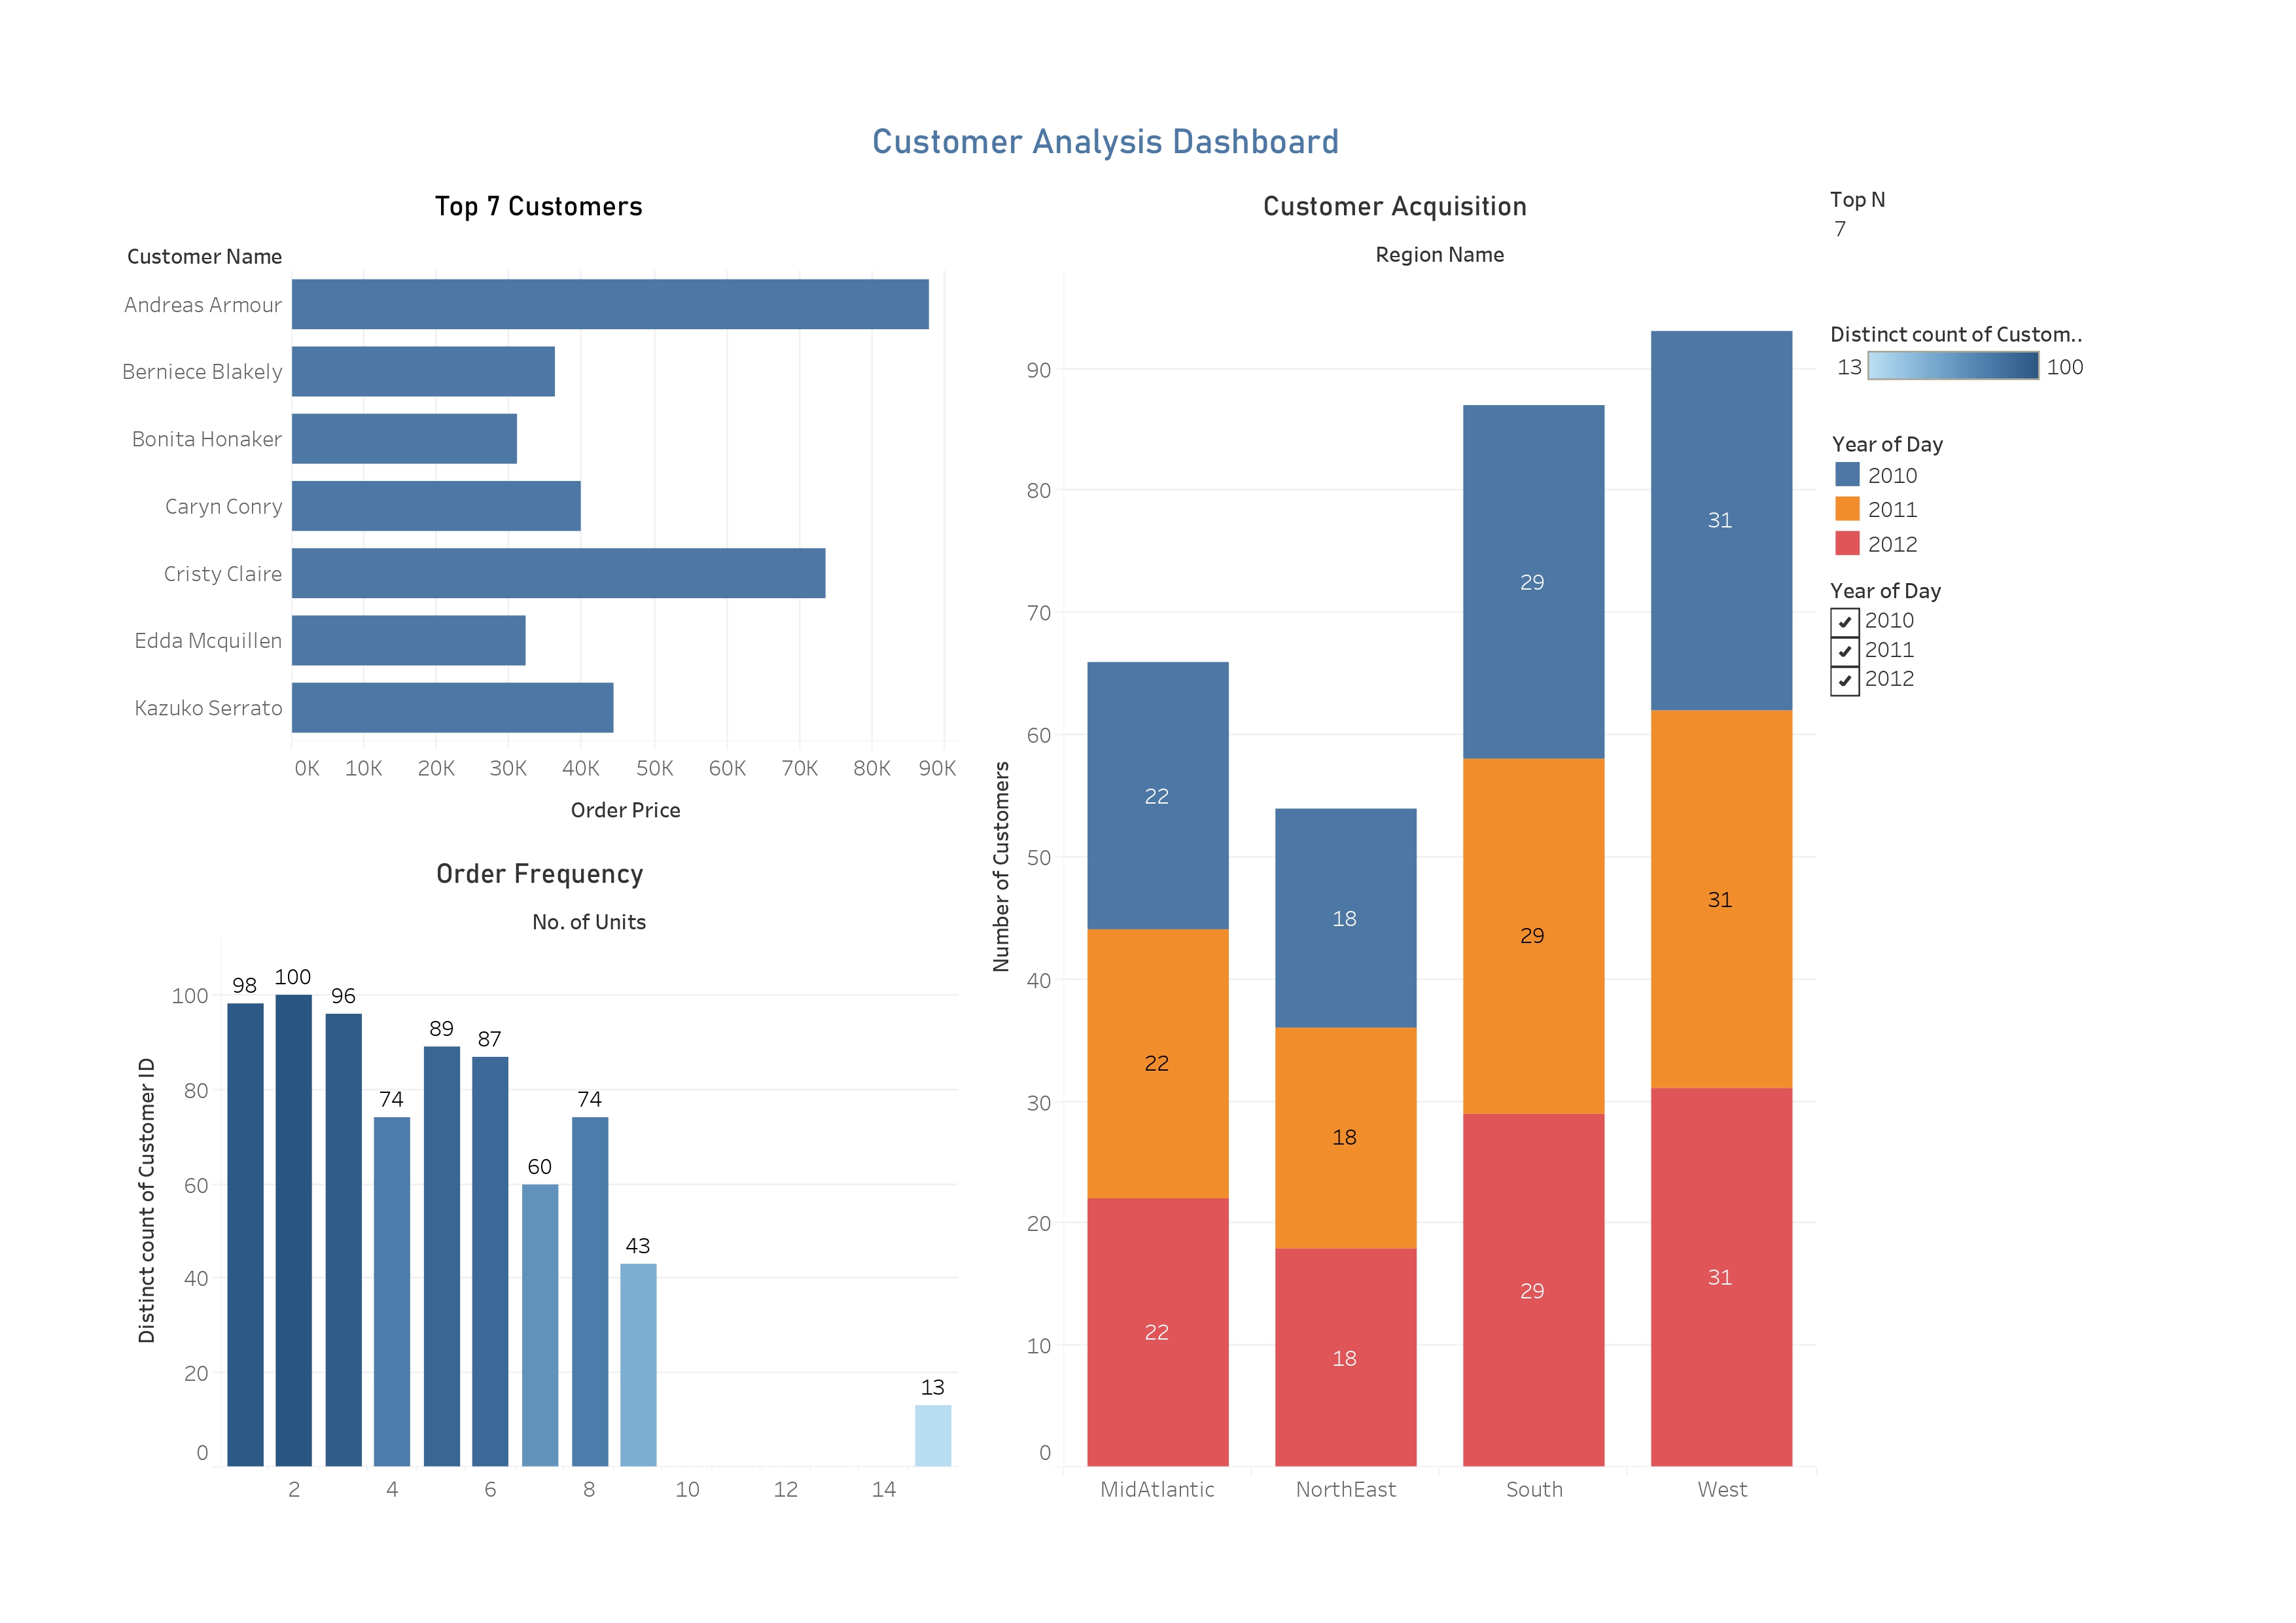 Customer Analysis Dashboard
Top 7 Customers
Customer Name
Andreas Armour
Berniece Blakely
Bonita Honaker
Caryn Conry
Cristy Claire
Edda Mcquillen
Kazuko Serrato
0K 10K 20K 30K 40K 50K 60K 70K 80K 90K
Order Price
Order Frequency
No. of Units
Distinct count of Customer ID
100
80
60
40
20
0
98 100 96 74 89 87 60 74 43 13
2 4 6 8 10 12 14
Customer Acquisition
Region Name
Number of Customers
90
80
70
60
50
40
30
20
10
0
22 18 29 31
22 18 29 31
22 18 29 31
MidAtlantic NorthEast South West
Top N
7
Distinct count of Custom..
13 100
Year of Day
2010
2011
2012
Year of Day
2010
2011
2012